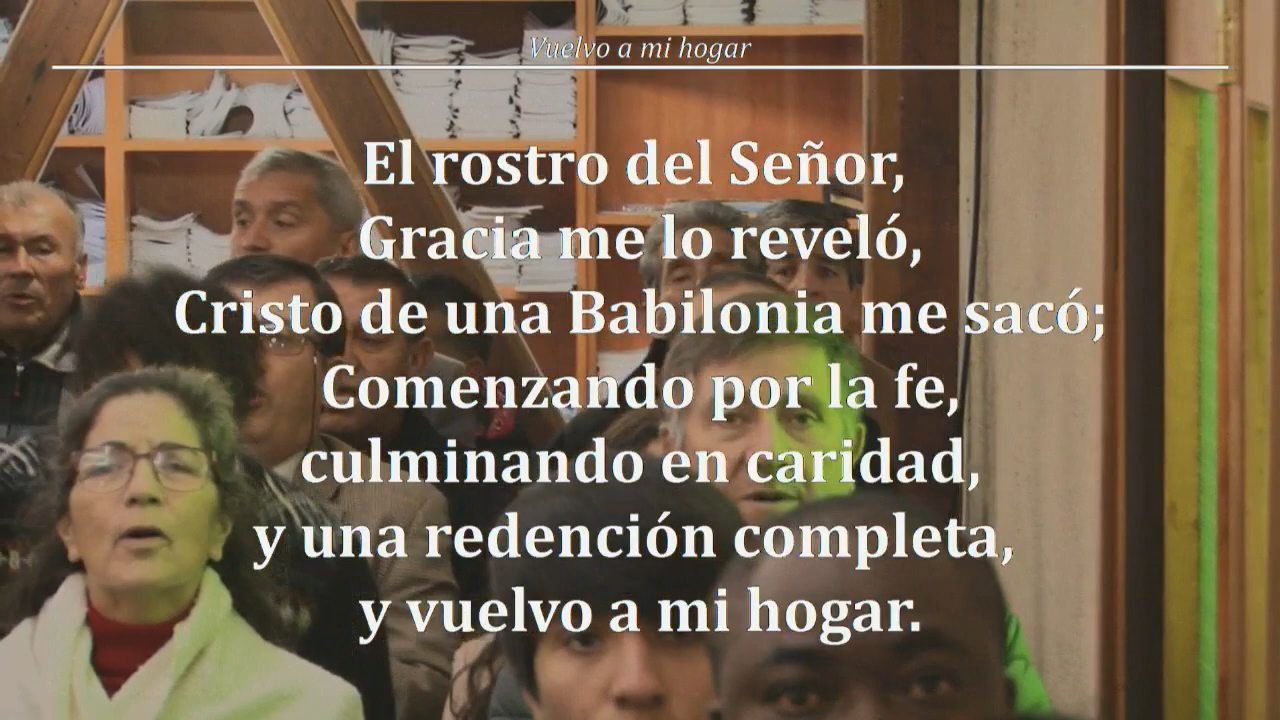 Vuelvo a mi hogar
El rostro del Señor,
Gracia me lo reveló,
Cristo de una Babilonia me sacó;
Comenzando por la fe,
culminando en caridad,
y una redención completa,
y vuelvo a mi hogar.